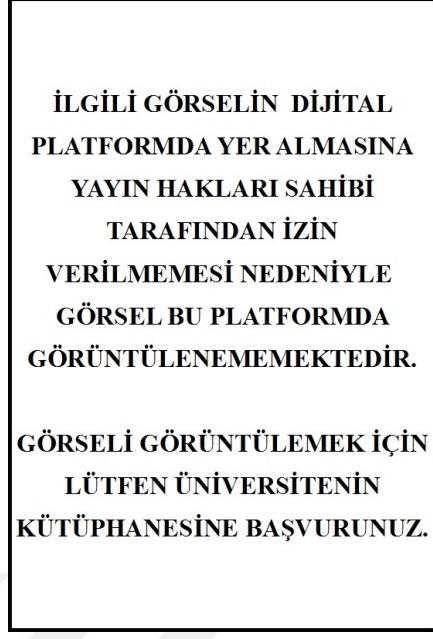 İLGİLİ GÖRSELİN DİJİTAL
PLATFORMDA YER ALMASINA
YAYIN HAKLARI SAHİBİ
TARAFINDAN İZİN
VERİLMEMESİ NEDENİYLE
GÖRSEL BU PLATFORMDA
GÖRÜNTÜLENEMEMEKTEDİR.
GÖRSELİ GÖRÜNTÜLEMEK İÇİN
LÜTFEN ÜNİVERSİTENİN
KÜTÜPHANESİNE BAŞVURUNUZ.